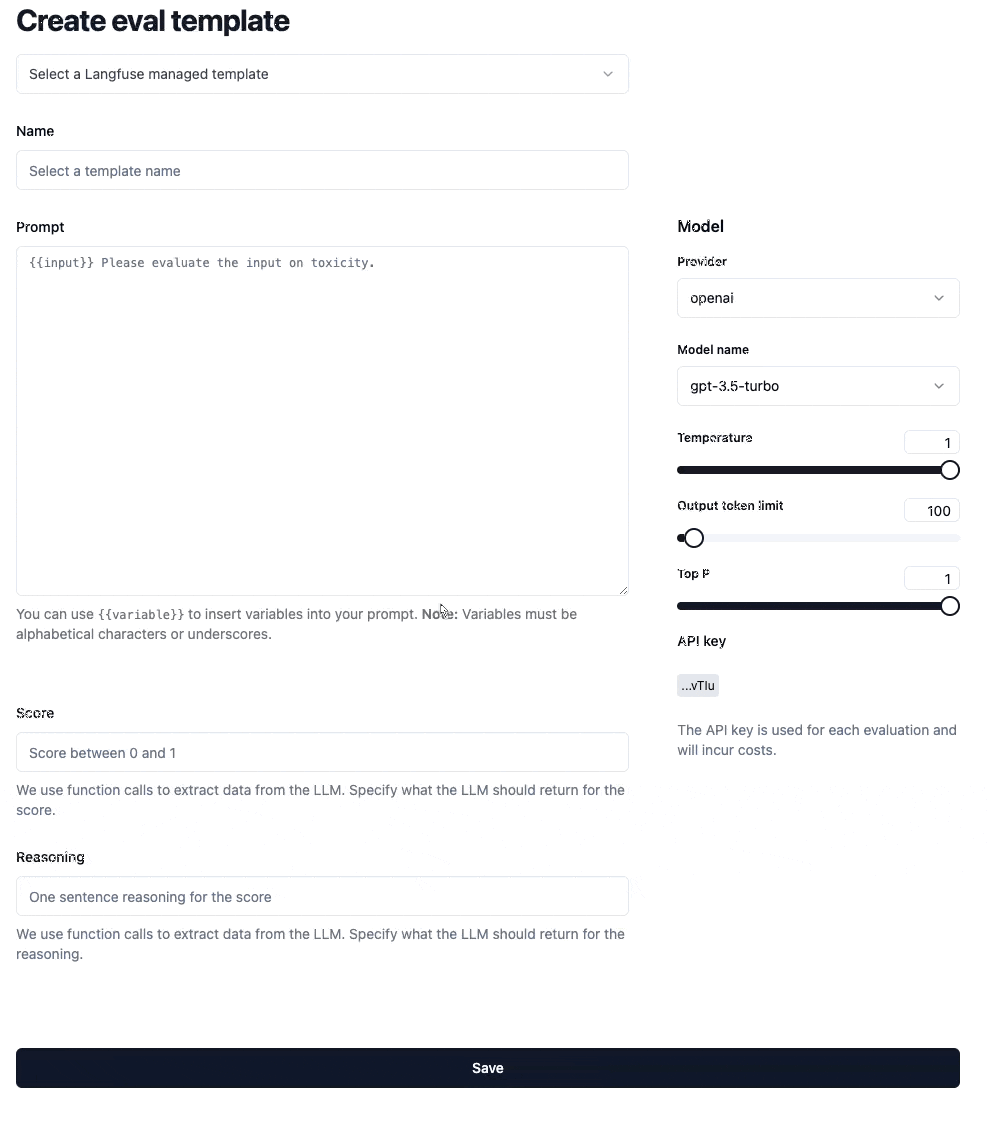 Create eval template
Select a Langfuse managed template
Name
Select a template name
Prompt
{{input}} Please evaluate the input on toxicity.
You can use {{variable}} to insert variables into your prompt. Note: Variables must be
alphabetical characters or underscores.
Score
Score between 0 and 1
We use function calls to extract data from the LLM. Specify what the LLM should return for the
score.
Reasoning
One sentence reasoning for the score
We use function calls to extract data from the LLM. Specify what the LLM should return for the
reasoning.
Model
Provider
openai
Model name
gpt-3.5-turbo
Temperature
1
Output token limit
100
Top P
1
API key
...vTlu
The API key is used for each evaluation and
will incur costs.
Save